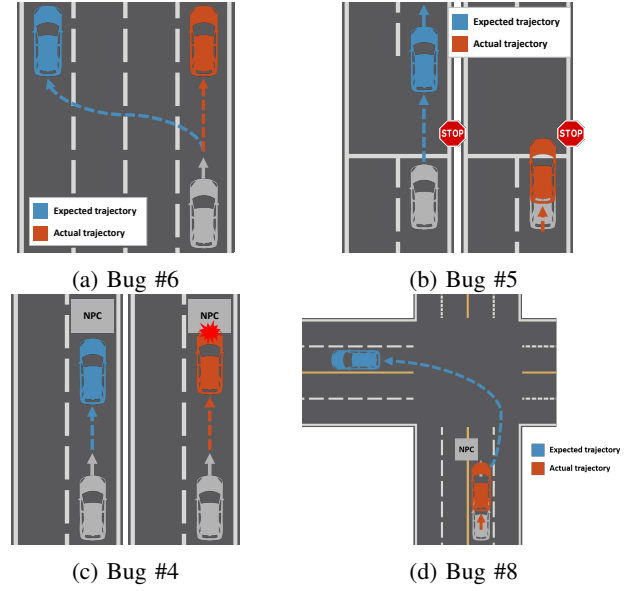 Expected trajectory
Actual trajectory
(a) Bug #6
Expected trajectory
Actual trajectory
STOP
STOP
(b) Bug #5
NPC
NPC
(c) Bug #4
NPC
Expected trajectory
Actual trajectory
(d) Bug #8